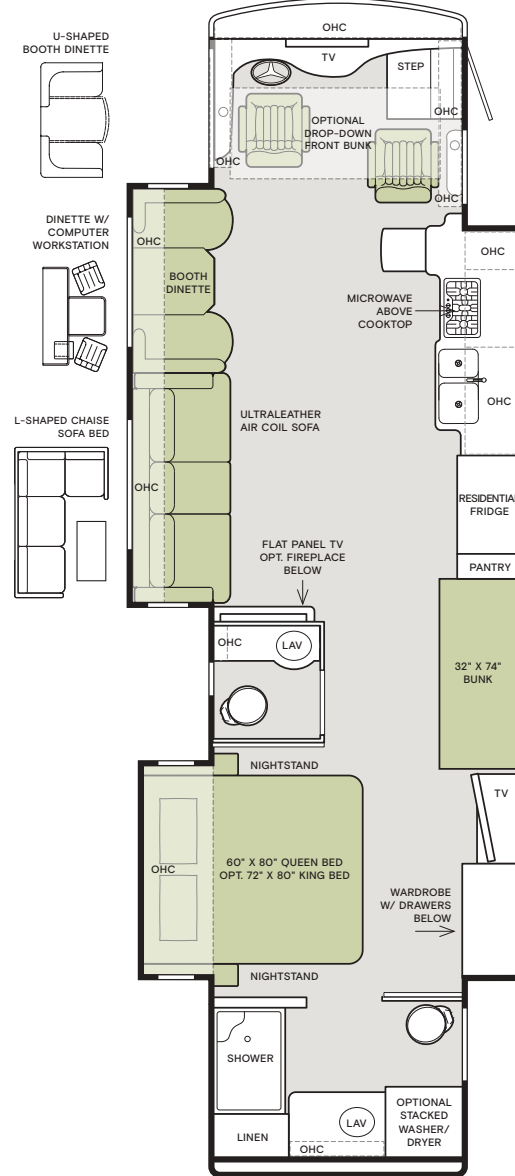 U-SHAPED
BOOTH DINETTE
OHC
TV
STEP
OHC
OPTIONAL
DROP-DOWN
FRONT BUNK
OHC
OHC
DINETTE W/
COMPUTER
WORKSTATION
OHC
BOOTH
DINETTE
OHC
MICROWAVE
ABOVE
COOKTOP
OHC
L-SHAPED CHAISE
SOFA BED
ULTRALEATHER
AIR COIL SOFA
OHC
RESIDENTIAL
FRIDGE
FLAT PANEL TV
OPT. FIREPLACE
BELOW
PANTRY
OHC
LAV
32" X 74"
BUNK
NIGHTSTAND
TV
60" X 80" QUEEN BED
OPT. 72" X 80" KING BED
OHC
WARDROBE
W/ DRAWERS
BELOW
NIGHTSTAND
SHOWER
LINEN
LAV
OHC
OPTIONAL
STACKED
WASHER/
DRYER